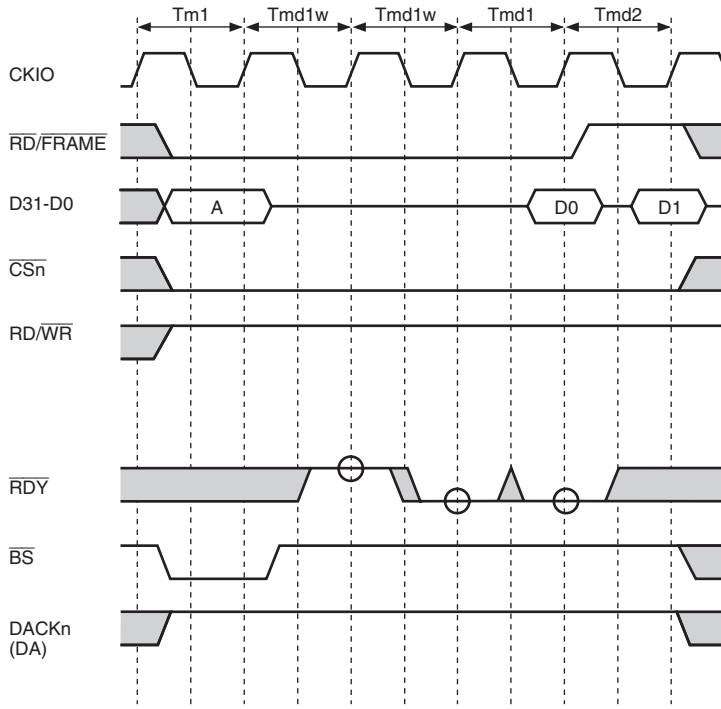 Tm1 Tmd1w Tmd1w Tmd1 Tmd2
CKIO
RD/FRAME
D31-D0 A D0 D1
CSn
RD/WR
RDY
BS
DACKn
(DA)